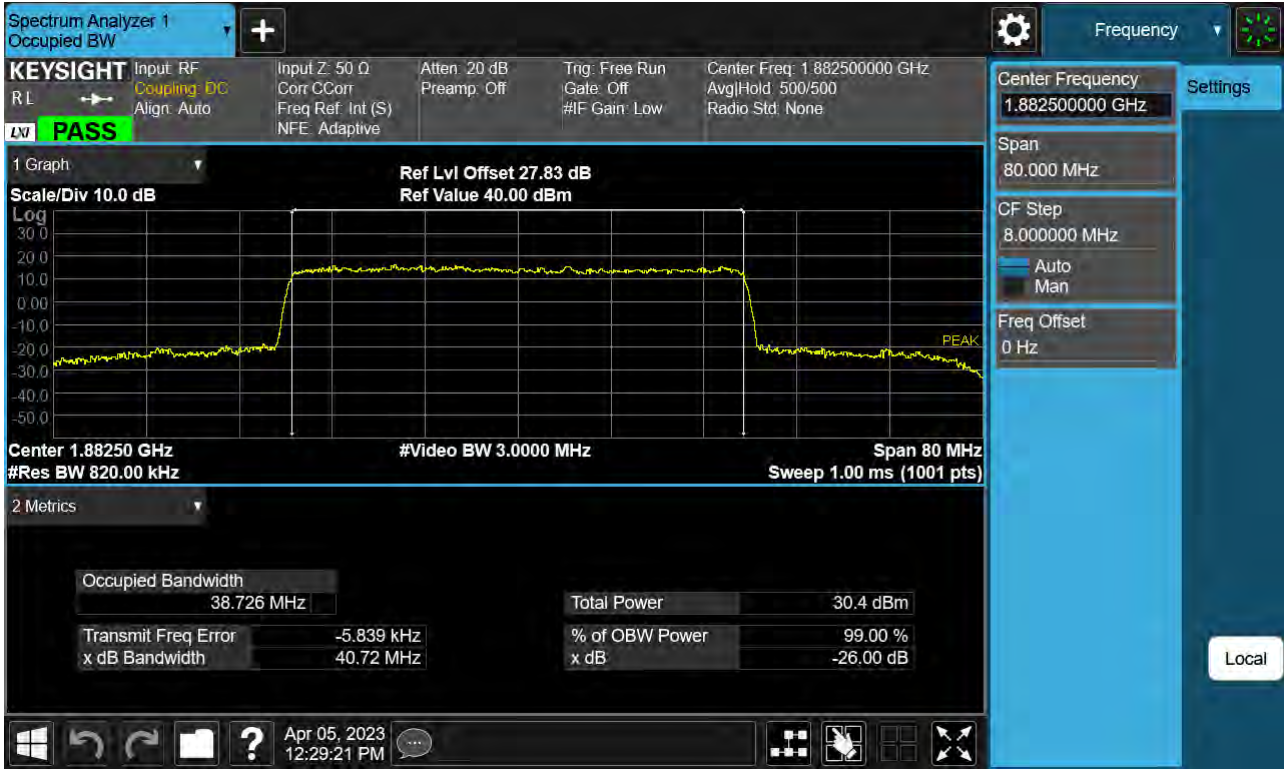 Spectrum Analyzer 1
Occupied BW
+
Frequency
KEYSIGHT
RL
LXI PASS
Input: RF
Coupling: DC
Align: Auto
Input Z: 50 Ω
Corr CCorr
Freq Ref: Int (S)
NFE: Adaptive
Atten: 20 dB
Preamp: Off
Trig: Free Run
Gate: Off
#IF Gain: Low
Center Freq: 1.882500000 GHz
Avg|Hold: 500/500
Radio Std: None
1 Graph
Scale/Div 10.0 dB
Ref Lvl Offset 27.83 dB
Ref Value 40.00 dBm
Log
30.0
20.0
10.0
0.00
-10.0
-20.0
-30.0
-40.0
-50.0
PEAK
Center 1.88250 GHz
#Video BW 3.0000 MHz
Span 80 MHz
#Res BW 820.00 kHz
Sweep 1.00 ms (1001 pts)
2 Metrics
Occupied Bandwidth
38.726 MHz
Transmit Freq Error -5.839 kHz
x dB Bandwidth 40.72 MHz
Total Power 30.4 dBm
% of OBW Power 99.00 %
x dB -26.00 dB
Center Frequency
1.882500000 GHz
Span
80.000 MHz
CF Step
8.000000 MHz
Auto
Man
Freq Offset
0 Hz
Settings
Local
?
Apr 05, 2023
12:29:21 PM